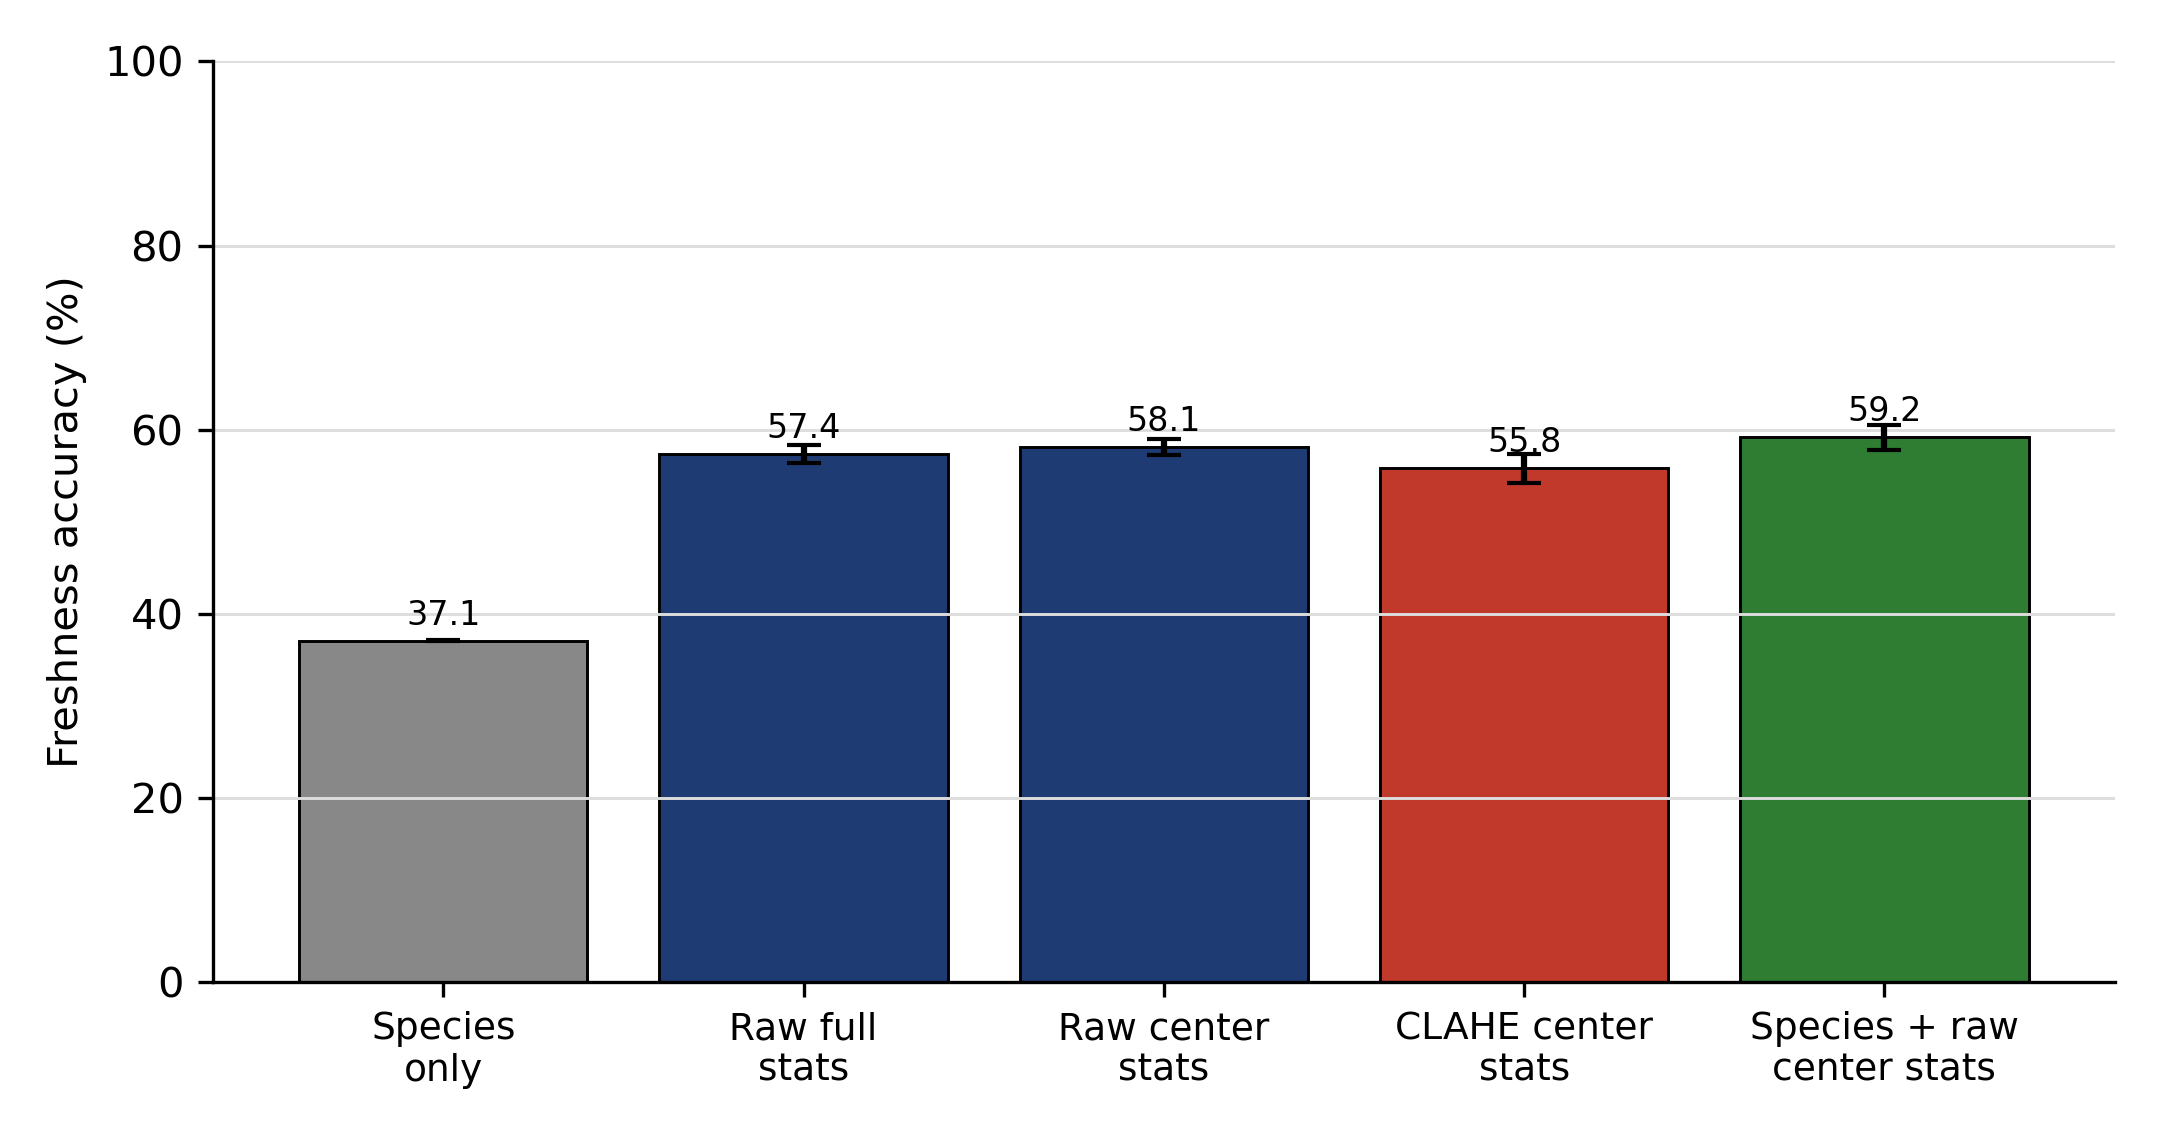 Freshness accuracy (%)
100
80
60
40
20
0
37.1
57.4
58.1
55.8
59.2
Species
only
Raw full
stats
Raw center
stats
CLAHE center
stats
Species + raw
center stats